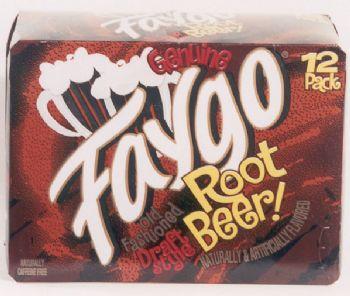 Genuine
12
Pack
Faygo
®
Root
Beer!
Old
Fashioned
Draft
Style
NATURALLY
CAFFEINE FREE
NATURALLY & ARTIFICIALLY FLAVORED